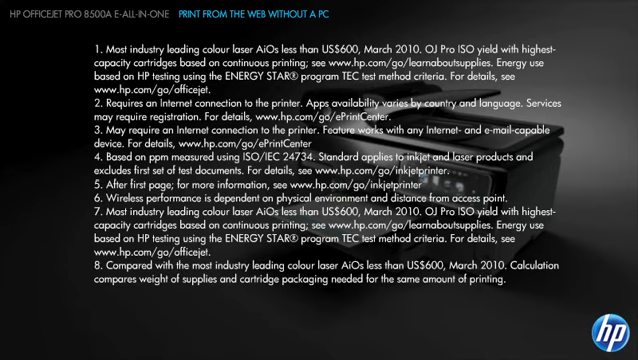 HP OFFICEJET PRO 8500A E-ALL-IN-ONE PRINT FROM THE WEB WITHOUT A PC
1. Most industry leading colour laser AiOs less than US$600, March 2010. OJ Pro ISO yield with highest-
capacity cartridges based on continuous printing; see www.hp.com/go/learnaboutsupplies. Energy use
based on HP testing using the ENERGY STAR® program TEC test method criteria. For details, see
www.hp.com/go/officejet.
2. Requires an Internet connection to the printer. Apps availability varies by country and language. Services
may require registration. For details, www.hp.com/go/ePrintCenter.
3. May require an Internet connection to the printer. Feature works with any Internet- and e-mail-capable
device. For details, www.hp.com/go/ePrintCenter
4. Based on ppm measured using ISO/IEC 24734. Standard applies to inkjet and laser products and
excludes first set of test documents. For details, see www.hp.com/go/inkjetprinter.
5. After first page; for more information, see www.hp.com/go/inkjetprinter
6. Wireless performance is dependent on physical environment and distance from access point.
7. Most industry leading colour laser AiOs less than US$600, March 2010. OJ Pro ISO yield with highest-
capacity cartridges based on continuous printing; see www.hp.com/go/learnaboutsupplies. Energy use
based on HP testing using the ENERGY STAR® program TEC test method criteria. For details, see
www.hp.com/go/officejet.
8. Compared with the most industry leading colour laser AiOs less than US$600, March 2010. Calculation
compares weight of supplies and cartridge packaging needed for the same amount of printing.
hp